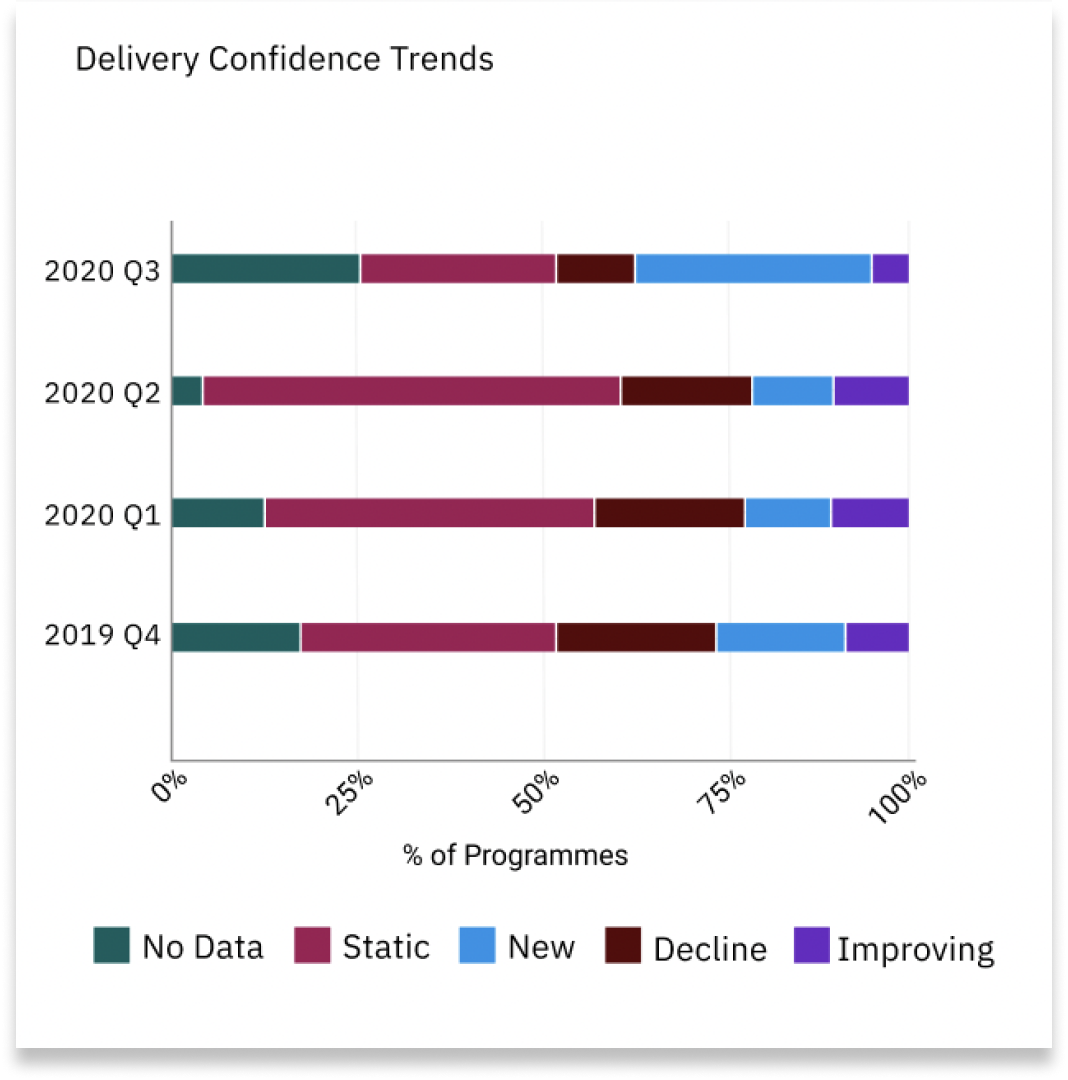 Delivery Confidence Trends
2020 Q3
2020 Q2
2020 Q1
2019 Q4
0% 25% 50% 75% 100%
% of Programmes
No Data Static New Decline Improving